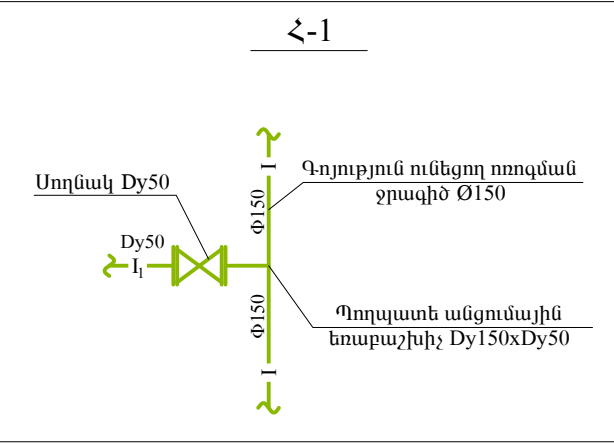 Հ-1
I
Գոյություն ունեցող ոռոգման
ջրագիծ Ø150
Սողնակ Dy50
Φ150
Dy50
I₁
Φ150
Պողպատե անցումային
եռաբաշխիչ Dy150xDy50
I